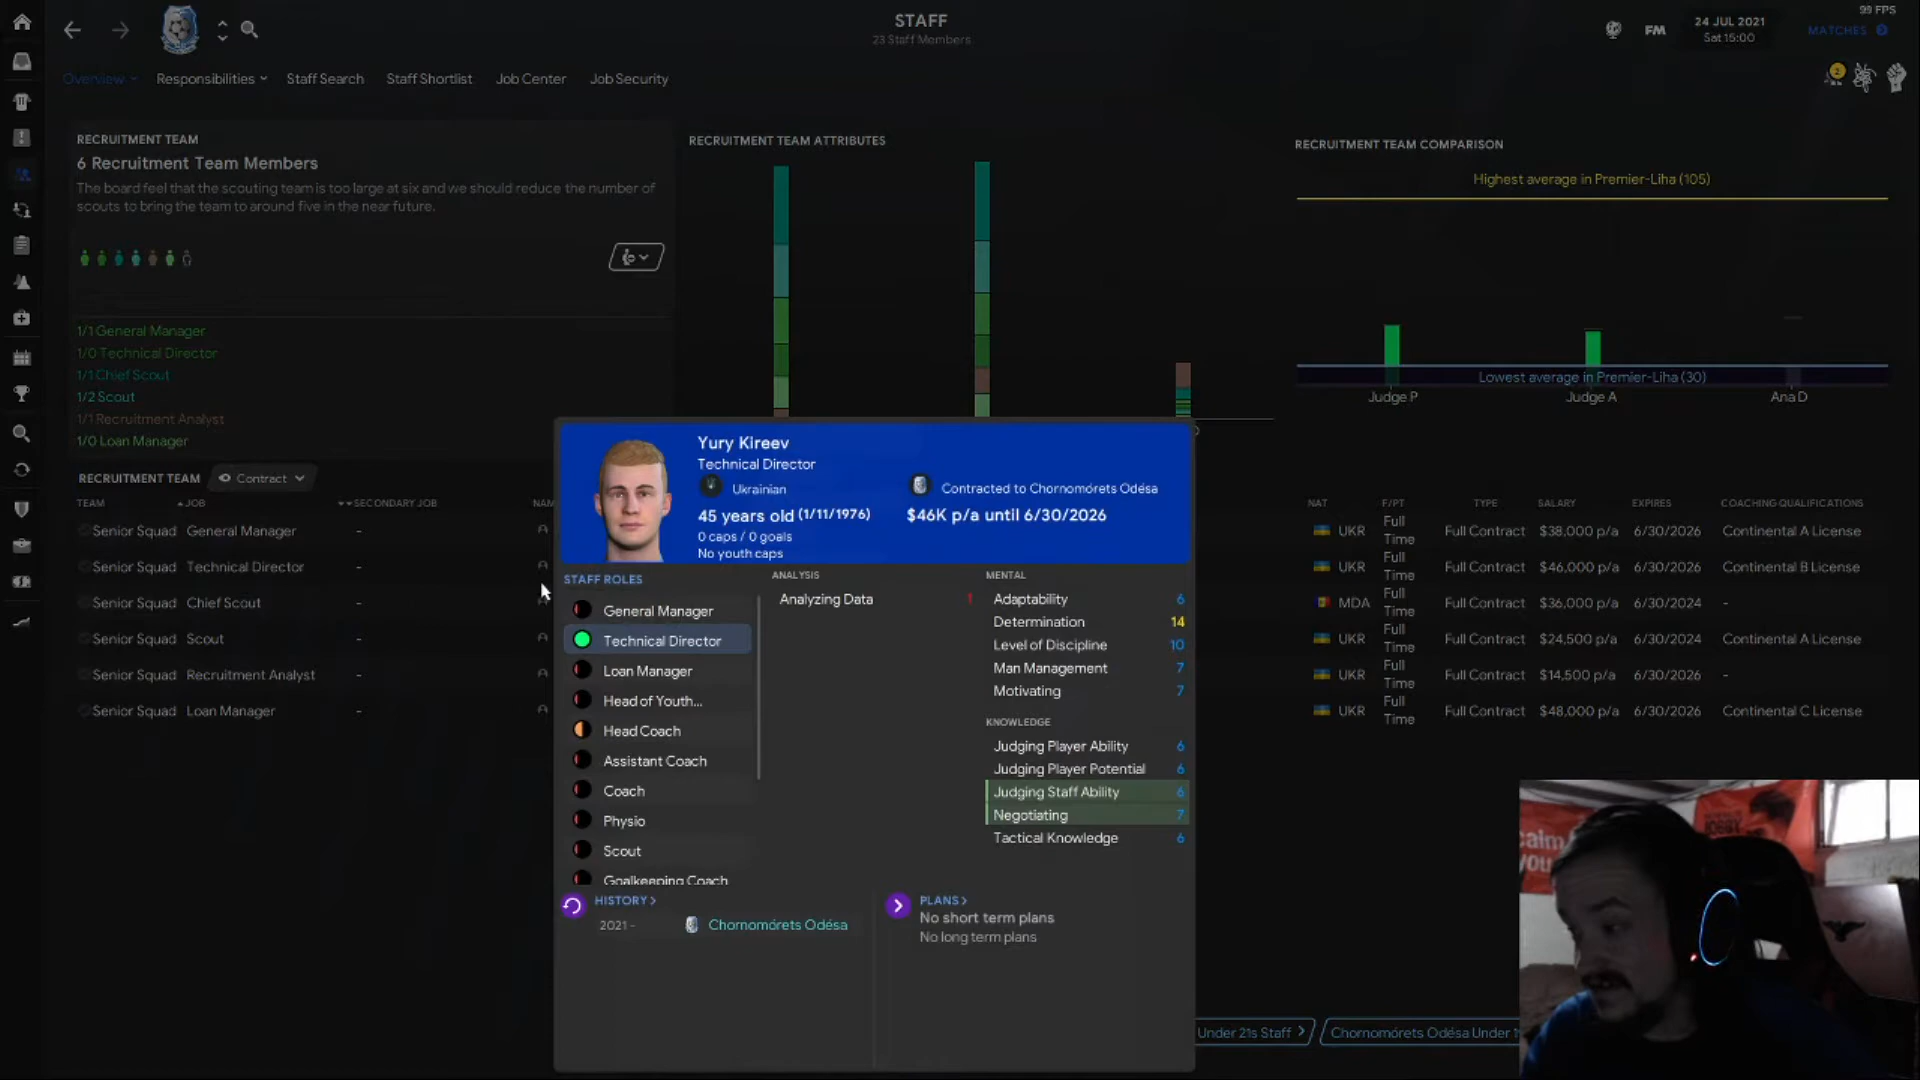 99 FPS
STAFF
23 Staff Members
FM
24 JUL 2021
Sat 15:00
MATCHES
Overview
Responsibilities
Staff Search
Staff Shortlist
Job Center
Job Security
2
RECRUITMENT TEAM
6 Recruitment Team Members
The board feel that the scouting team is too large at six and we should reduce the number of
scouts to bring the team to around five in the near future.
1/1 General Manager
1/0 Technical Director
1/1 Chief Scout
1/2 Scout
1/1 Recruitment Analyst
1/0 Loan Manager
RECRUITMENT TEAM ATTRIBUTES
RECRUITMENT TEAM COMPARISON
Highest average in Premier-Liha (105)
Lowest average in Premier-Liha (30)
Judge P Judge A Ana D
RECRUITMENT TEAM Contract
TEAM JOB SECONDARY JOB NAM NAT F/PT TYPE SALARY EXPIRES COACHING QUALIFICATIONS
Senior Squad General Manager - UKR Full Time Full Contract $38,000 p/a 6/30/2026 Continental A License
Senior Squad Technical Director - UKR Full Time Full Contract $46,000 p/a 6/30/2026 Continental B License
Senior Squad Chief Scout - MDA Full Time Full Contract $36,000 p/a 6/30/2024 -
Senior Squad Scout - UKR Full Time Full Contract $24,500 p/a 6/30/2024 Continental A License
Senior Squad Recruitment Analyst - UKR Full Time Full Contract $14,500 p/a 6/30/2026 -
Senior Squad Loan Manager - UKR Full Time Full Contract $48,000 p/a 6/30/2026 Continental C License
Yury Kireev
Technical Director
Ukrainian
45 years old (1/11/1976)
0 caps / 0 goals
No youth caps
Contracted to Chornomórets Odésa
$46K p/a until 6/30/2026
STAFF ROLES
General Manager
Technical Director
Loan Manager
Head of Youth...
Head Coach
Assistant Coach
Coach
Physio
Scout
Goalkeeping Coach
ANALYSIS
Analyzing Data 1
MENTAL
Adaptability 6
Determination 14
Level of Discipline 10
Man Management 7
Motivating 7
KNOWLEDGE
Judging Player Ability 6
Judging Player Potential 6
Judging Staff Ability 6
Negotiating 7
Tactical Knowledge 6
HISTORY
2021 - Chornomórets Odésa
PLANS
No short term plans
No long term plans
Under 21s Staff
Chornomórets Odésa Under 1